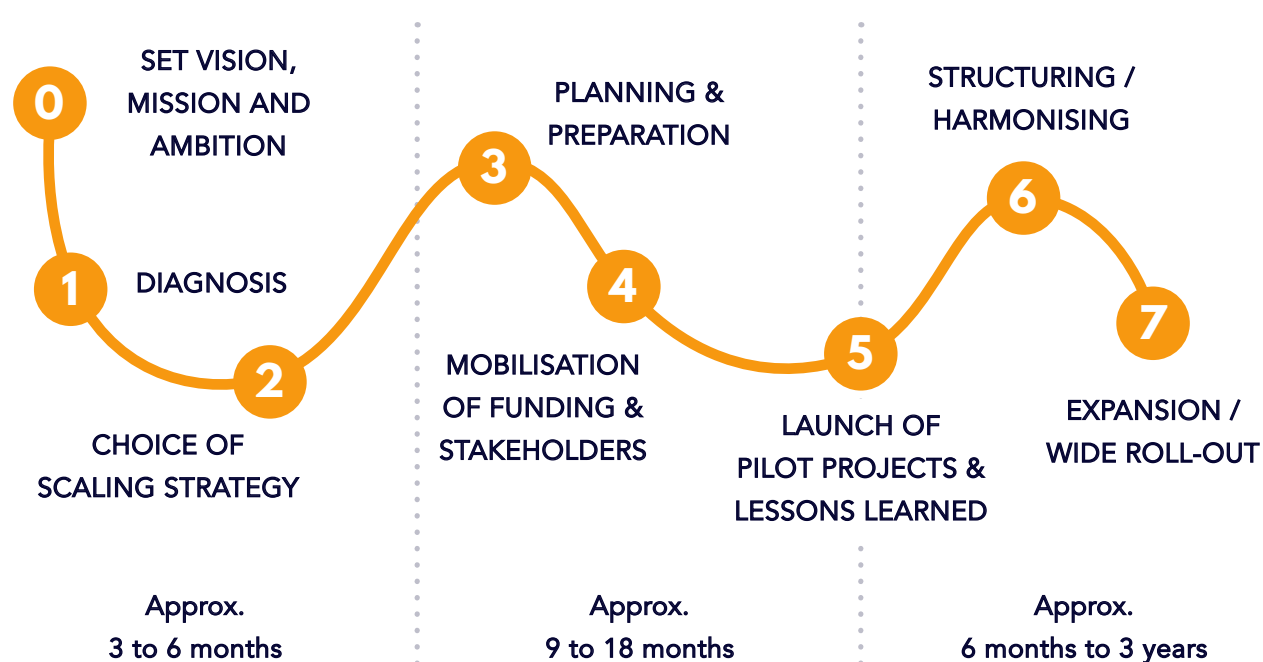 0
SET VISION,
MISSION AND
AMBITION
1
DIAGNOSIS
2
CHOICE OF
SCALING STRATEGY
3
PLANNING &
PREPARATION
4
MOBILISATION
OF FUNDING &
STAKEHOLDERS
5
LAUNCH OF
PILOT PROJECTS &
LESSONS LEARNED
6
STRUCTURING /
HARMONISING
7
EXPANSION /
WIDE ROLL-OUT
Approx.
3 to 6 months
Approx.
9 to 18 months
Approx.
6 months to 3 years